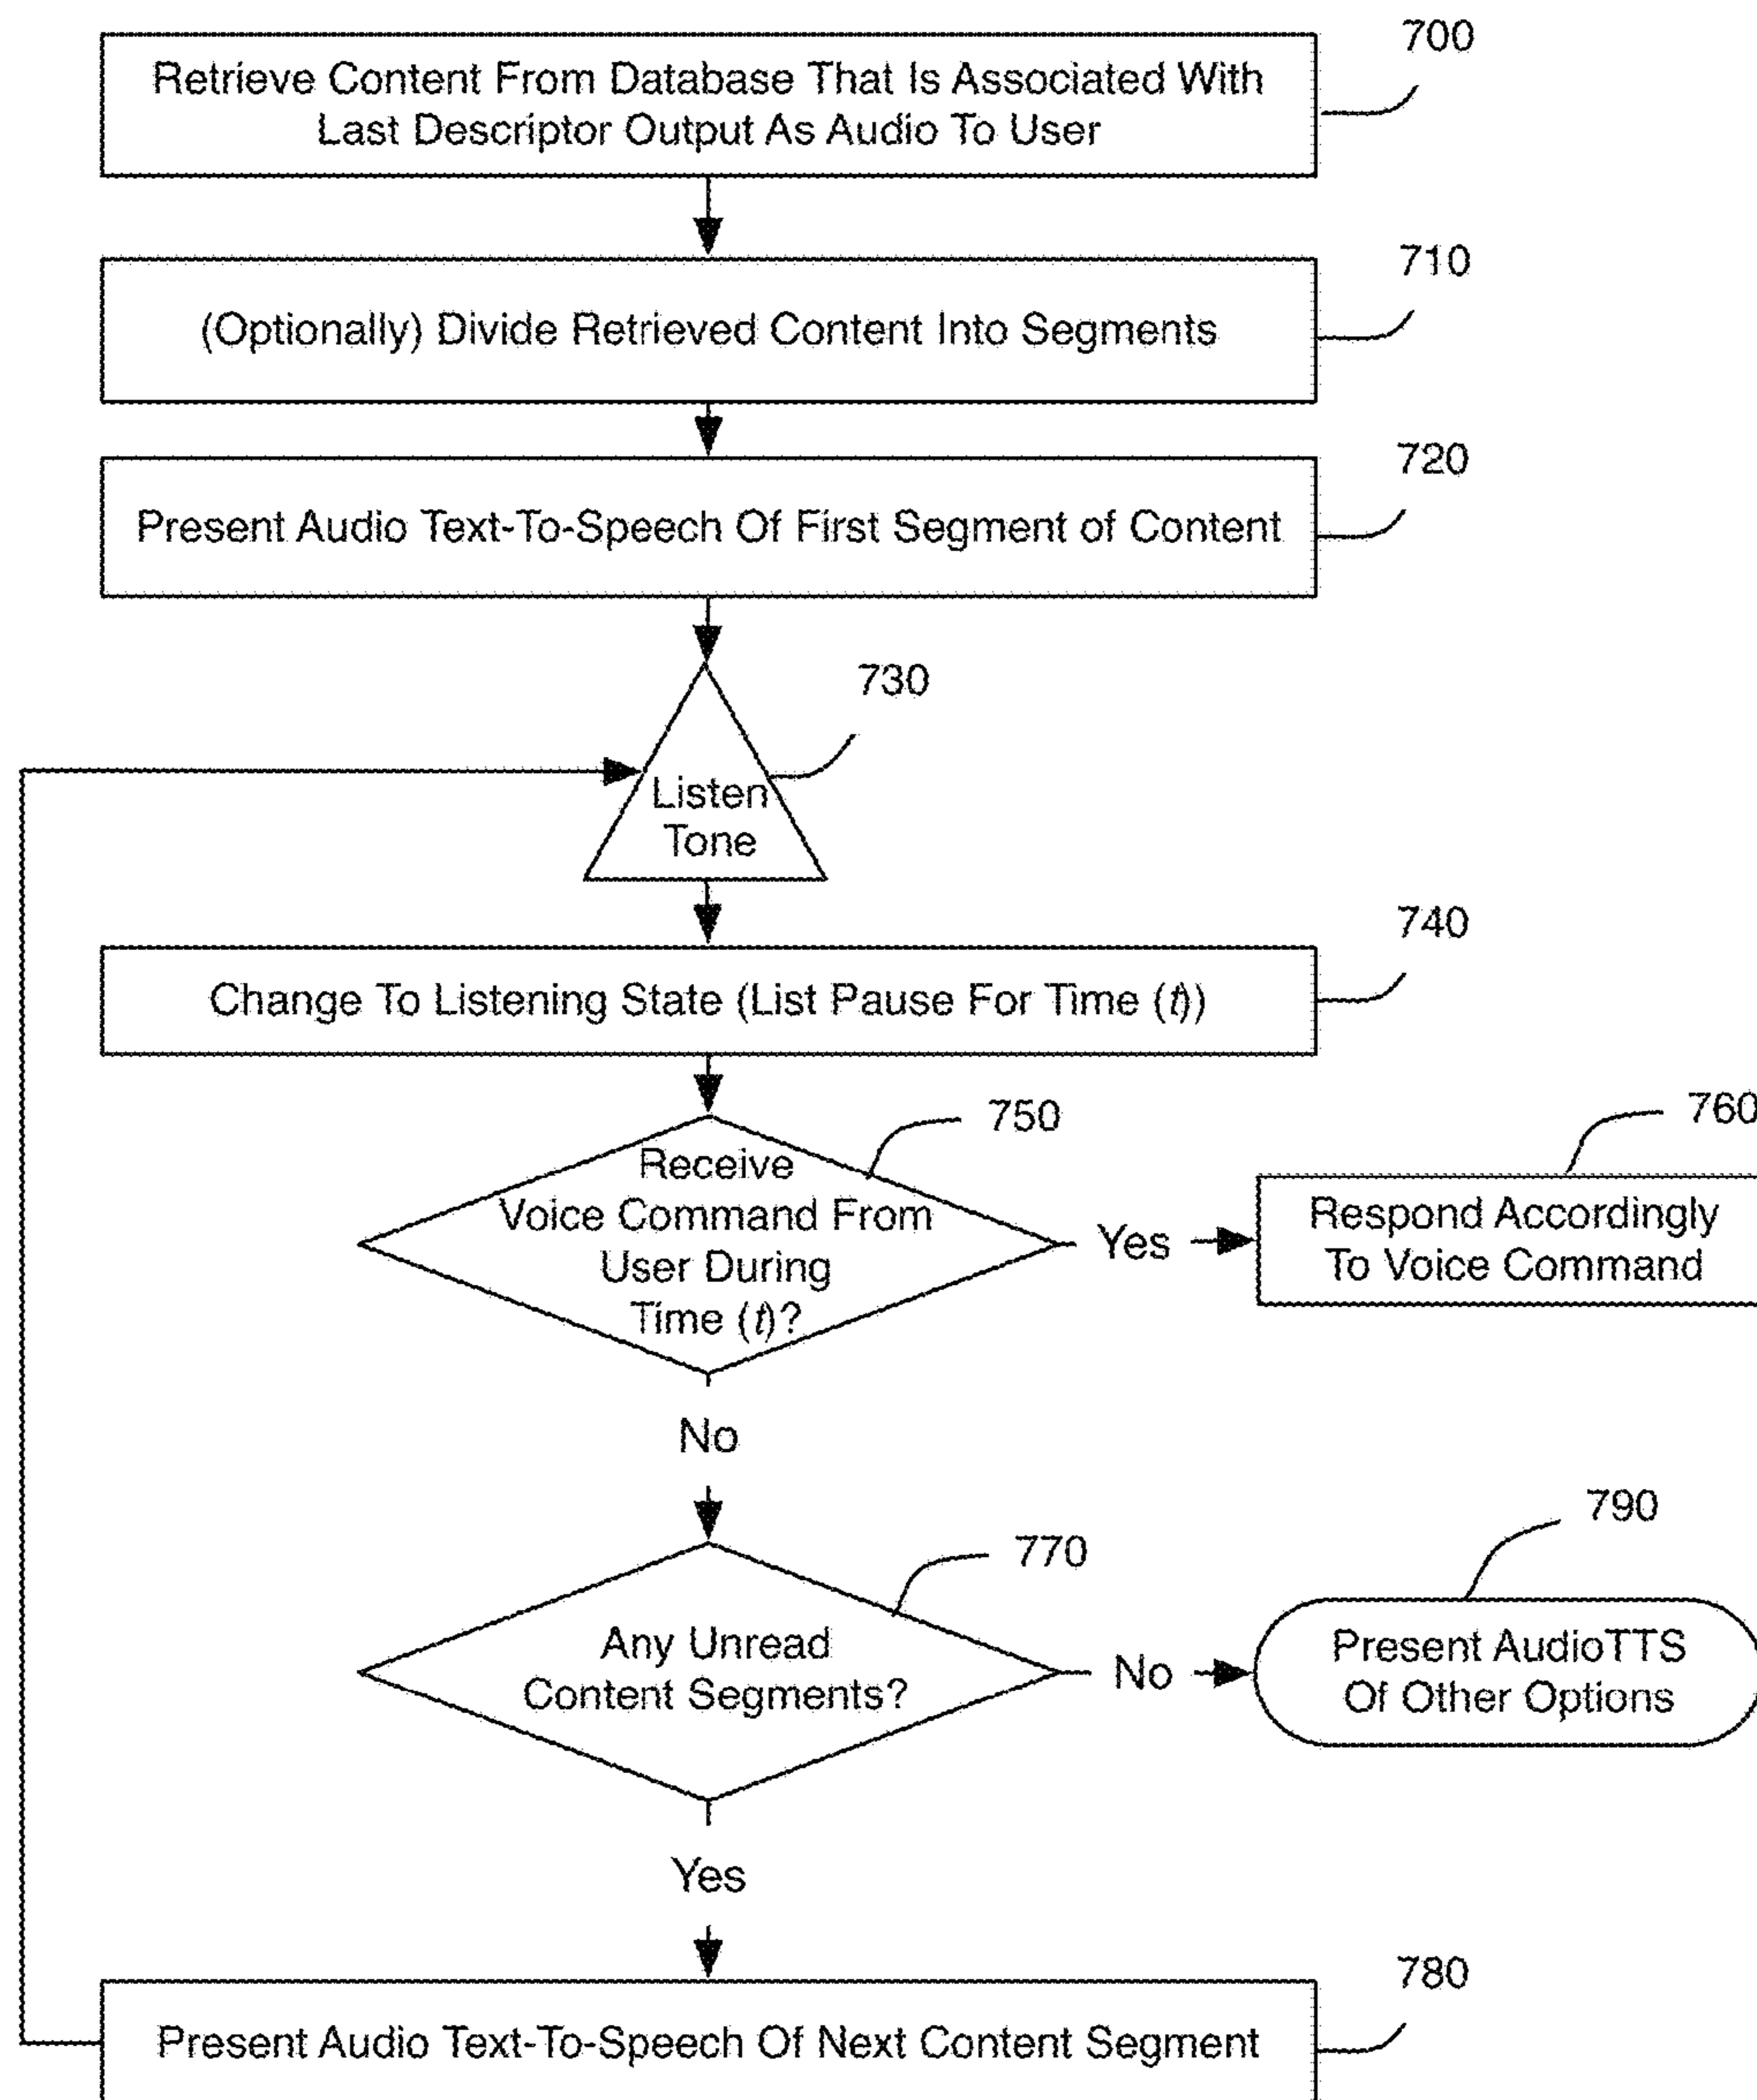 700
Retrieve Content From Database That Is Associated With
Last Descriptor Output As Audio To User
710
(Optionally) Divide Retrieved Content Into Segments
720
Present Audio Text-To-Speech Of First Segment of Content
730
Listen
Tone
740
Change To Listening State (List Pause For Time (t))
750
Receive
Voice Command From
User During
Time (t)?
Yes
760
Respond Accordingly
To Voice Command
No
770
Any Unread
Content Segments?
No
790
Present AudioTTS
Of Other Options
Yes
780
Present Audio Text-To-Speech Of Next Content Segment